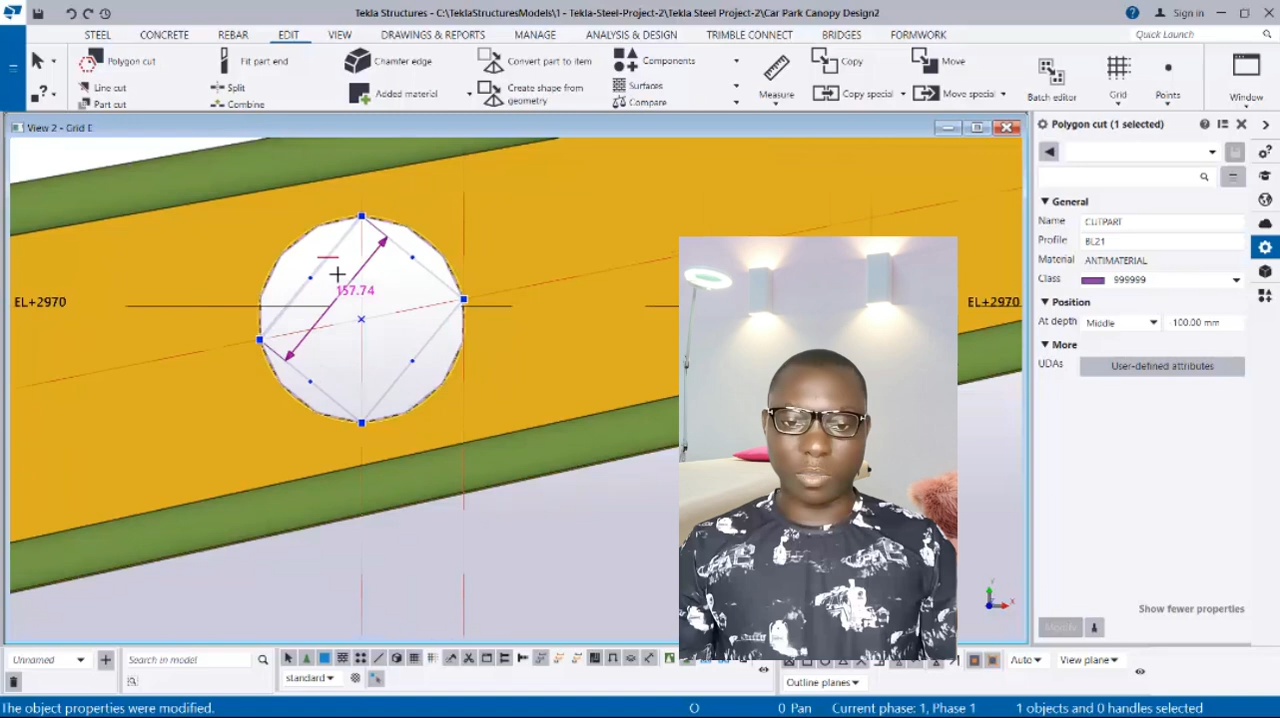 Tekla Structures - C:\TeklaStructuresModels\1 - Tekla-Steel-Project-2\Tekla Steel Project-2\Car Park Canopy Design2
Sign in
STEEL CONCRETE REBAR EDIT VIEW DRAWINGS & REPORTS MANAGE ANALYSIS & DESIGN TRIMBLE CONNECT BRIDGES FORMWORK Quick Launch
Polygon cut Fit part end Chamfer edge Convert part to item Components Copy Move
Line cut Split Added material Create shape from geometry Surfaces Measure Copy special Move special Batch editor Grid Points Window
Part cut Combine Compare
View 2 - Grid E
Polygon cut (1 selected)
General
Name CUTPART
Profile BL21
Material ANTIMATERIAL
Class 999999
Position
At depth Middle -100.00 mm
More
UDAs User-defined attributes
EL+2970
157.74
EL+2970
Show fewer properties
Modify
Unnamed Search in model Auto View plane
standard Outline planes
The object properties were modified. O 0 Pan Current phase: 1, Phase 1 1 objects and 0 handles selected